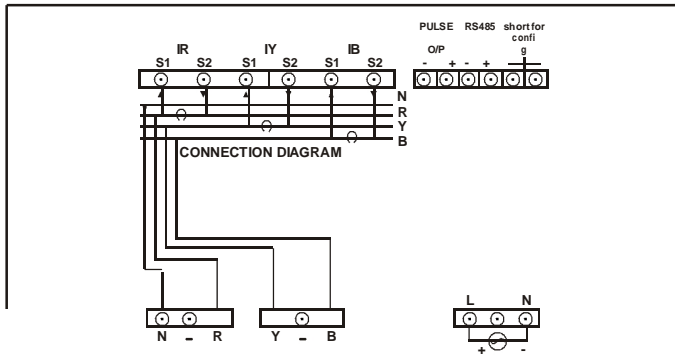 IR IY IB
S1 S2 S1 S2 S1 S2
PULSE RS485 short for
O/P confi
g
- + - +
N
R
Y
B
CONNECTION DIAGRAM
N - R Y - B
L N
+ -